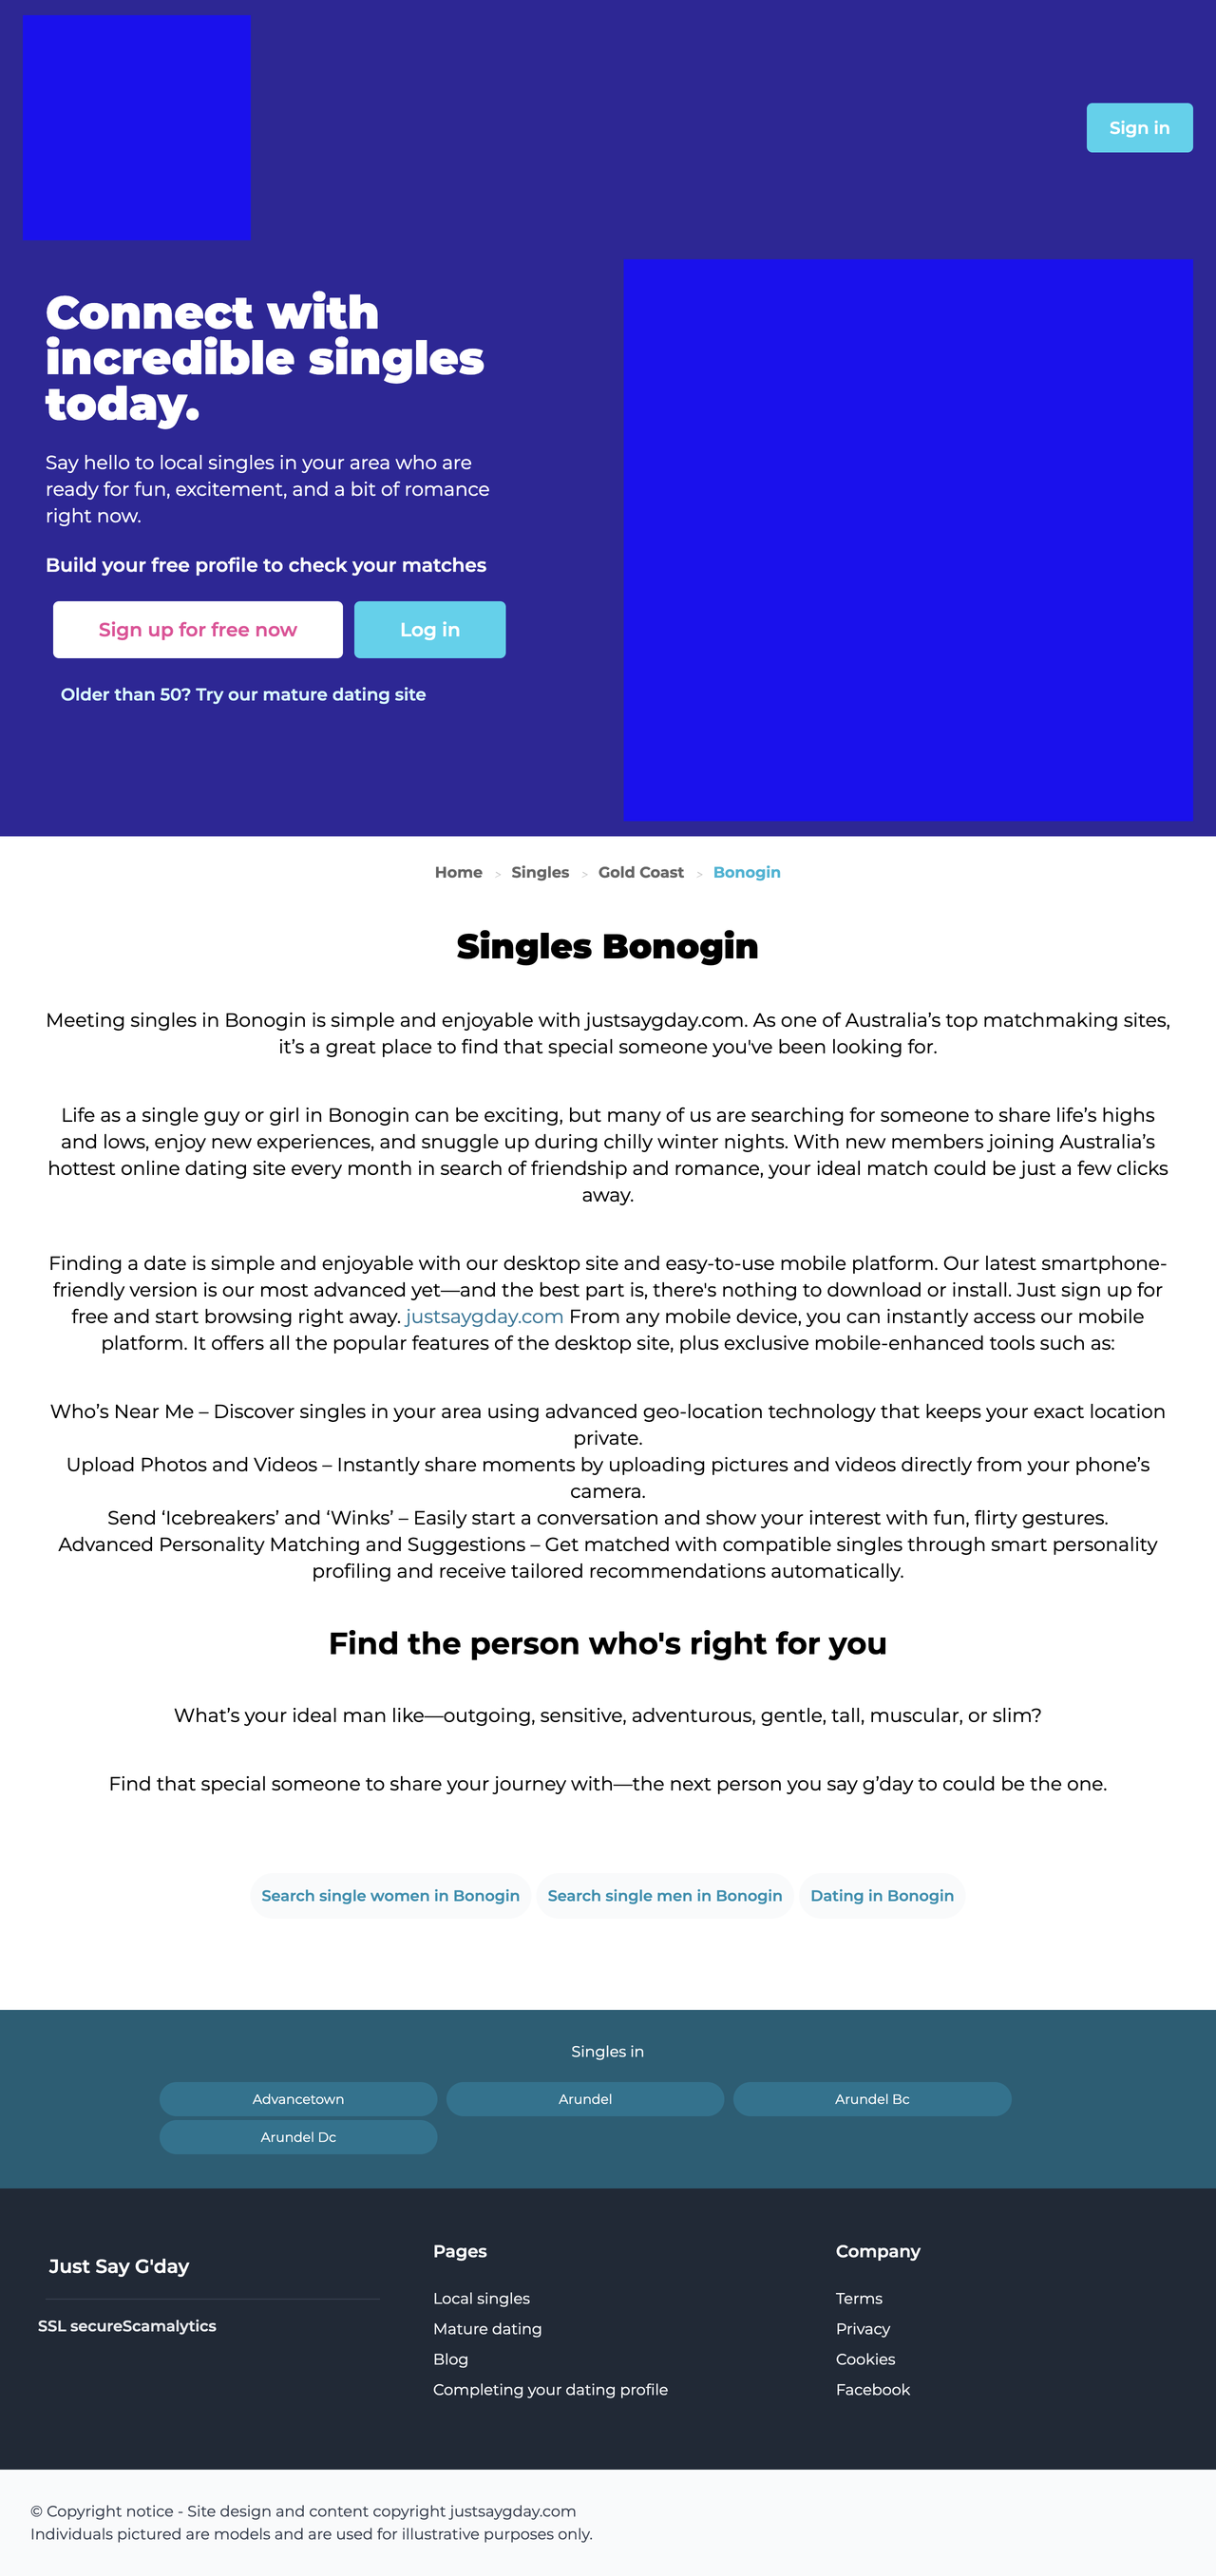 Sign in
Connect with
incredible singles
today.
Say hello to local singles in your area who are
ready for fun, excitement, and a bit of romance
right now.
Build your free profile to check your matches
Sign up for free now
Log in
Older than 50? Try our mature dating site
Home > Singles > Gold Coast > Bonogin
Singles Bonogin
Meeting singles in Bonogin is simple and enjoyable with justsaygday.com. As one of Australia’s top matchmaking sites,
it’s a great place to find that special someone you've been looking for.
Life as a single guy or girl in Bonogin can be exciting, but many of us are searching for someone to share life’s highs
and lows, enjoy new experiences, and snuggle up during chilly winter nights. With new members joining Australia’s
hottest online dating site every month in search of friendship and romance, your ideal match could be just a few clicks
away.
Finding a date is simple and enjoyable with our desktop site and easy-to-use mobile platform. Our latest smartphone-
friendly version is our most advanced yet—and the best part is, there's nothing to download or install. Just sign up for
free and start browsing right away. justsaygday.com From any mobile device, you can instantly access our mobile
platform. It offers all the popular features of the desktop site, plus exclusive mobile-enhanced tools such as:
Who’s Near Me – Discover singles in your area using advanced geo-location technology that keeps your exact location
private.
Upload Photos and Videos – Instantly share moments by uploading pictures and videos directly from your phone’s
camera.
Send ‘Icebreakers’ and ‘Winks’ – Easily start a conversation and show your interest with fun, flirty gestures.
Advanced Personality Matching and Suggestions – Get matched with compatible singles through smart personality
profiling and receive tailored recommendations automatically.
Find the person who's right for you
What’s your ideal man like—outgoing, sensitive, adventurous, gentle, tall, muscular, or slim?
Find that special someone to share your journey with—the next person you say g’day to could be the one.
Search single women in Bonogin
Search single men in Bonogin
Dating in Bonogin
Singles in
Advancetown
Arundel
Arundel Bc
Arundel Dc
Just Say G'day
SSL secureScamalytics
Pages
Local singles
Mature dating
Blog
Completing your dating profile
Company
Terms
Privacy
Cookies
Facebook
© Copyright notice - Site design and content copyright justsaygday.com
Individuals pictured are models and are used for illustrative purposes only.